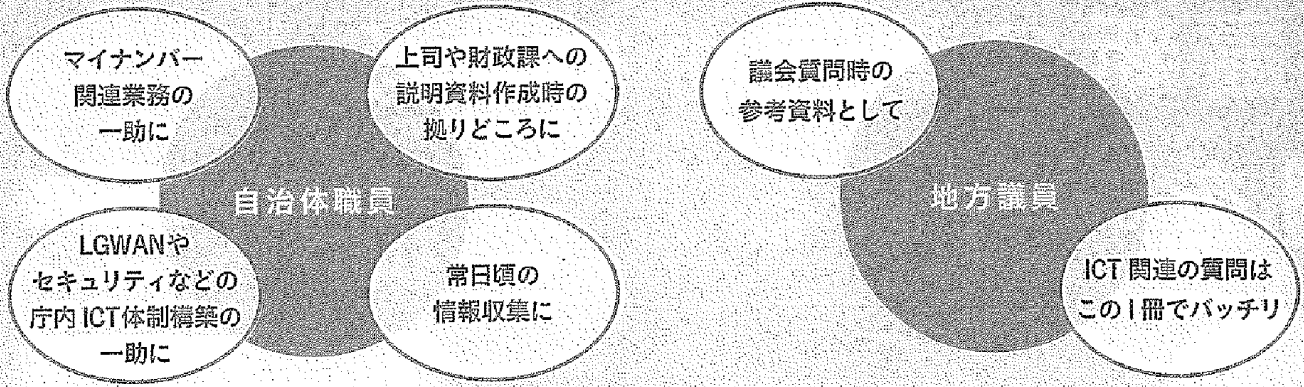 マイナンバー
関連業務の
一助に
上司や財政課への
説明資料作成時の
拠りどころに
自治体職員
LGWANや
セキュリティなどの
庁内ICT体制構築の
一助に
常日頃の
情報収集に
議会質問時の
参考資料として
地方議員
ICT関連の質問は
この1冊でバッチリ